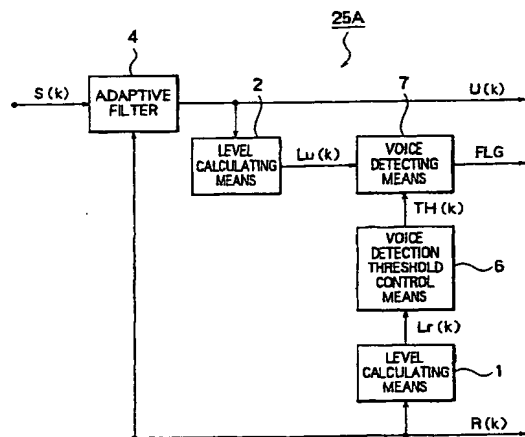 25A
4
S(k)
ADAPTIVE
FILTER
2
7
U(k)
LEVEL
CALCULATING
MEANS
Lu(k)
VOICE
DETECTING
MEANS
FLG
TH(k)
VOICE
DETECTION
THRESHOLD
CONTROL
MEANS
6
Lr(k)
LEVEL
CALCULATING
MEANS
1
R(k)